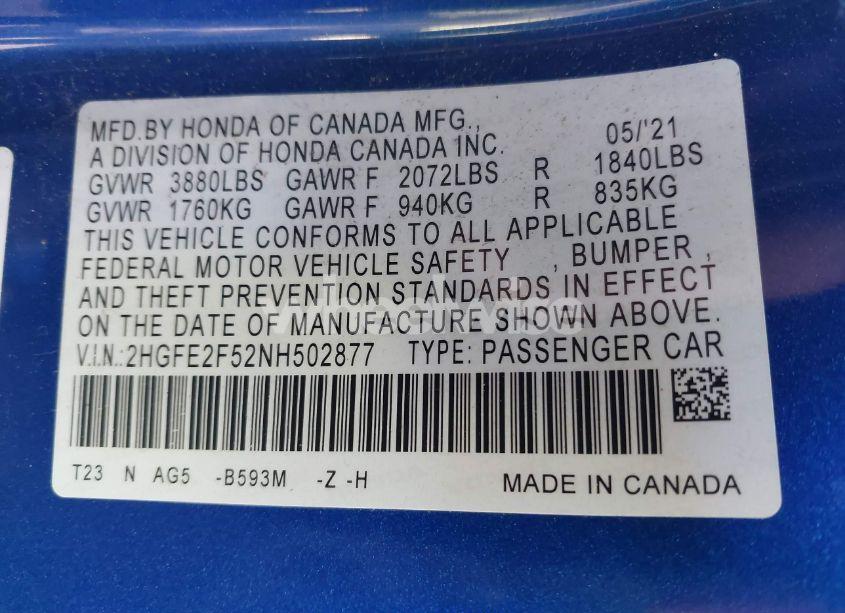 MFD.BY HONDA OF CANADA MFG., 05/'21
A DIVISION OF HONDA CANADA INC.
GVWR 3880LBS GAWR F 2072LBS R 1840LBS
GVWR 1760KG GAWR F 940KG R 835KG
THIS VEHICLE CONFORMS TO ALL APPLICABLE
FEDERAL MOTOR VEHICLE SAFETY , BUMPER ,
AND THEFT PREVENTION STANDARDS IN EFFECT
ON THE DATE OF MANUFACTURE SHOWN ABOVE.
V.I.N.:2HGFE2F52NH502877 TYPE: PASSENGER CAR
T23 N AG5 -B593M -Z -H MADE IN CANADA